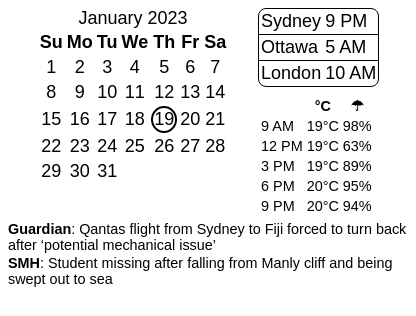 January 2023
Su Mo Tu We Th Fr Sa
1 2 3 4 5 6 7
8 9 10 11 12 13 14
15 16 17 18 19 20 21
22 23 24 25 26 27 28
29 30 31
Sydney 9 PM
Ottawa 5 AM
London 10 AM
°C ☂
9 AM 19°C 98%
12 PM 19°C 63%
3 PM 19°C 89%
6 PM 20°C 95%
9 PM 20°C 94%
Guardian: Qantas flight from Sydney to Fiji forced to turn back
after ‘potential mechanical issue’
SMH: Student missing after falling from Manly cliff and being
swept out to sea